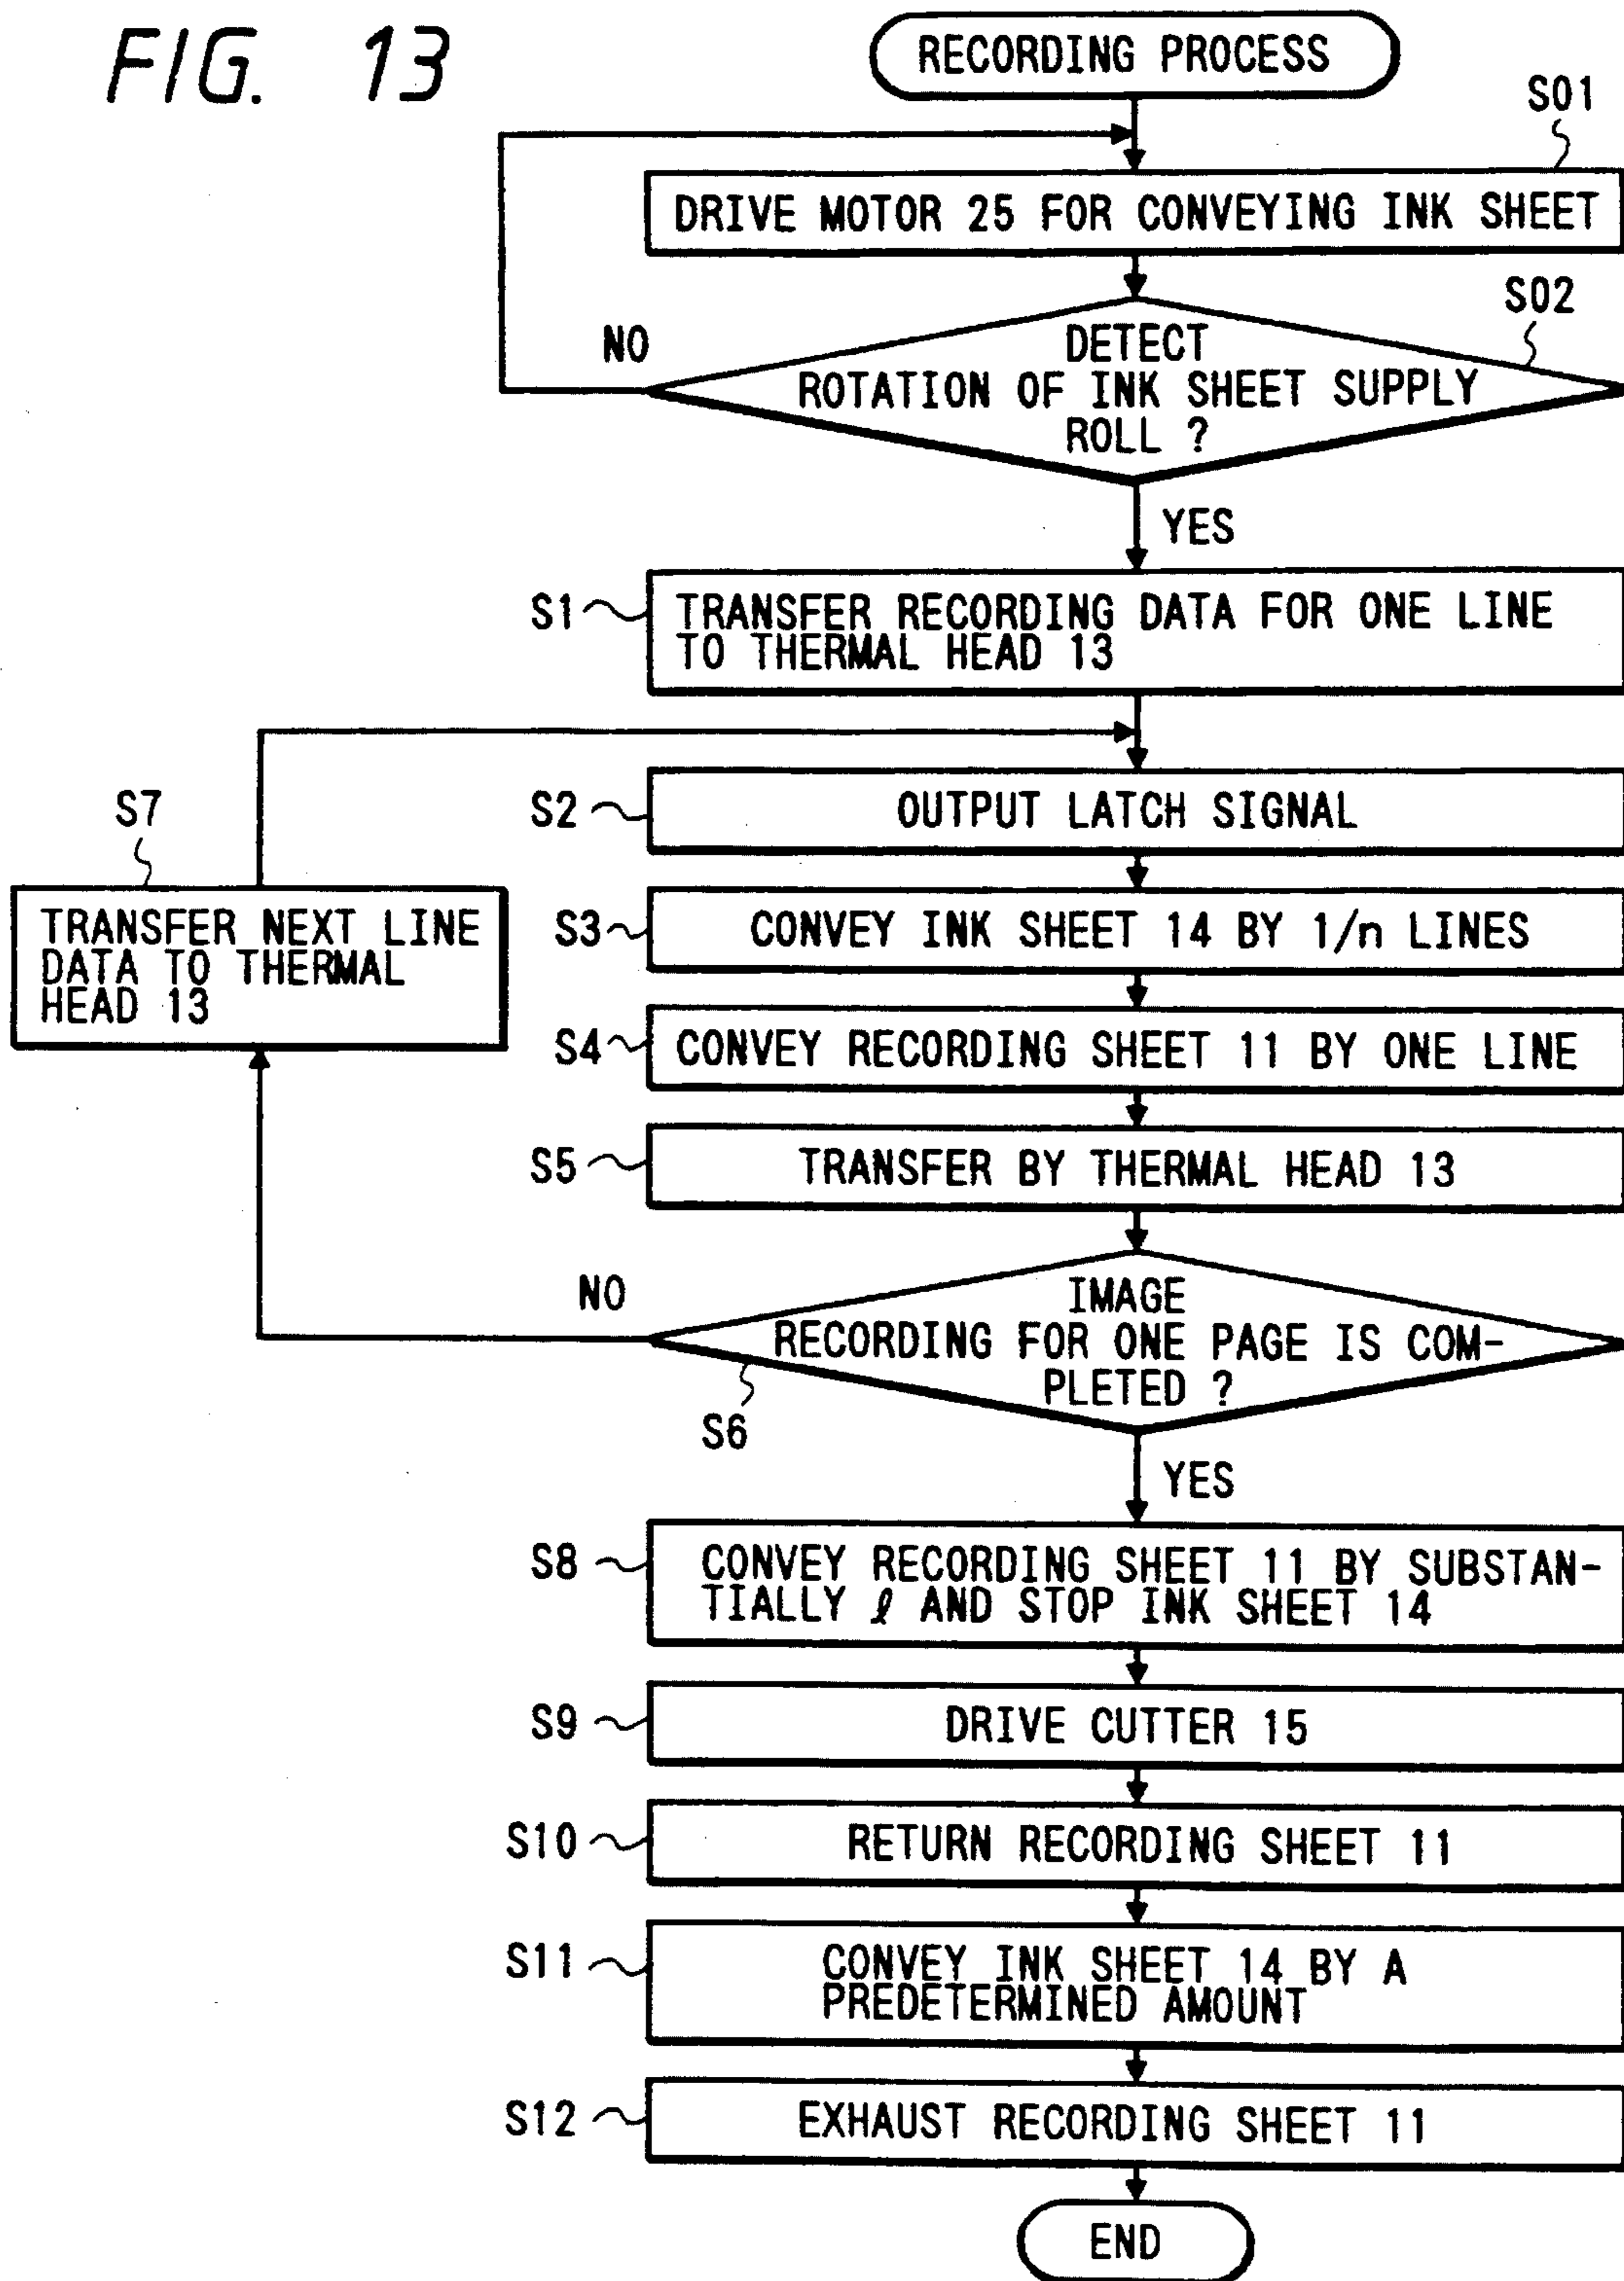 FIG. 13
RECORDING PROCESS
S01
DRIVE MOTOR 25 FOR CONVEYING INK SHEET
S02
NO
DETECT
ROTATION OF INK SHEET SUPPLY
ROLL ?
YES
S1
TRANSFER RECORDING DATA FOR ONE LINE
TO THERMAL HEAD 13
S2
OUTPUT LATCH SIGNAL
S7
TRANSFER NEXT LINE
DATA TO THERMAL
HEAD 13
S3
CONVEY INK SHEET 14 BY 1/n LINES
S4
CONVEY RECORDING SHEET 11 BY ONE LINE
S5
TRANSFER BY THERMAL HEAD 13
NO
IMAGE
RECORDING FOR ONE PAGE IS COM-
PLETED ?
S6
YES
S8
CONVEY RECORDING SHEET 11 BY SUBSTAN-
TIALLY ℓ AND STOP INK SHEET 14
S9
DRIVE CUTTER 15
S10
RETURN RECORDING SHEET 11
S11
CONVEY INK SHEET 14 BY A
PREDETERMINED AMOUNT
S12
EXHAUST RECORDING SHEET 11
END